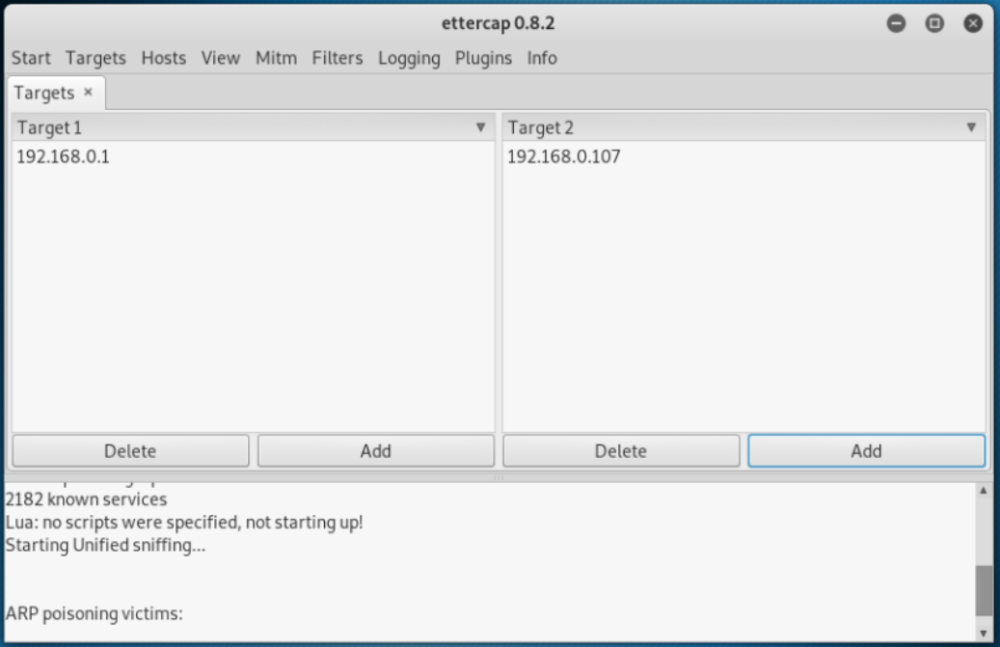 ettercap 0.8.2
Start Targets Hosts View Mitm Filters Logging Plugins Info
Targets ×
Target 1 Target 2
192.168.0.1 192.168.0.107
Delete Add Delete Add
2182 known services
Lua: no scripts were specified, not starting up!
Starting Unified sniffing...
ARP poisoning victims: